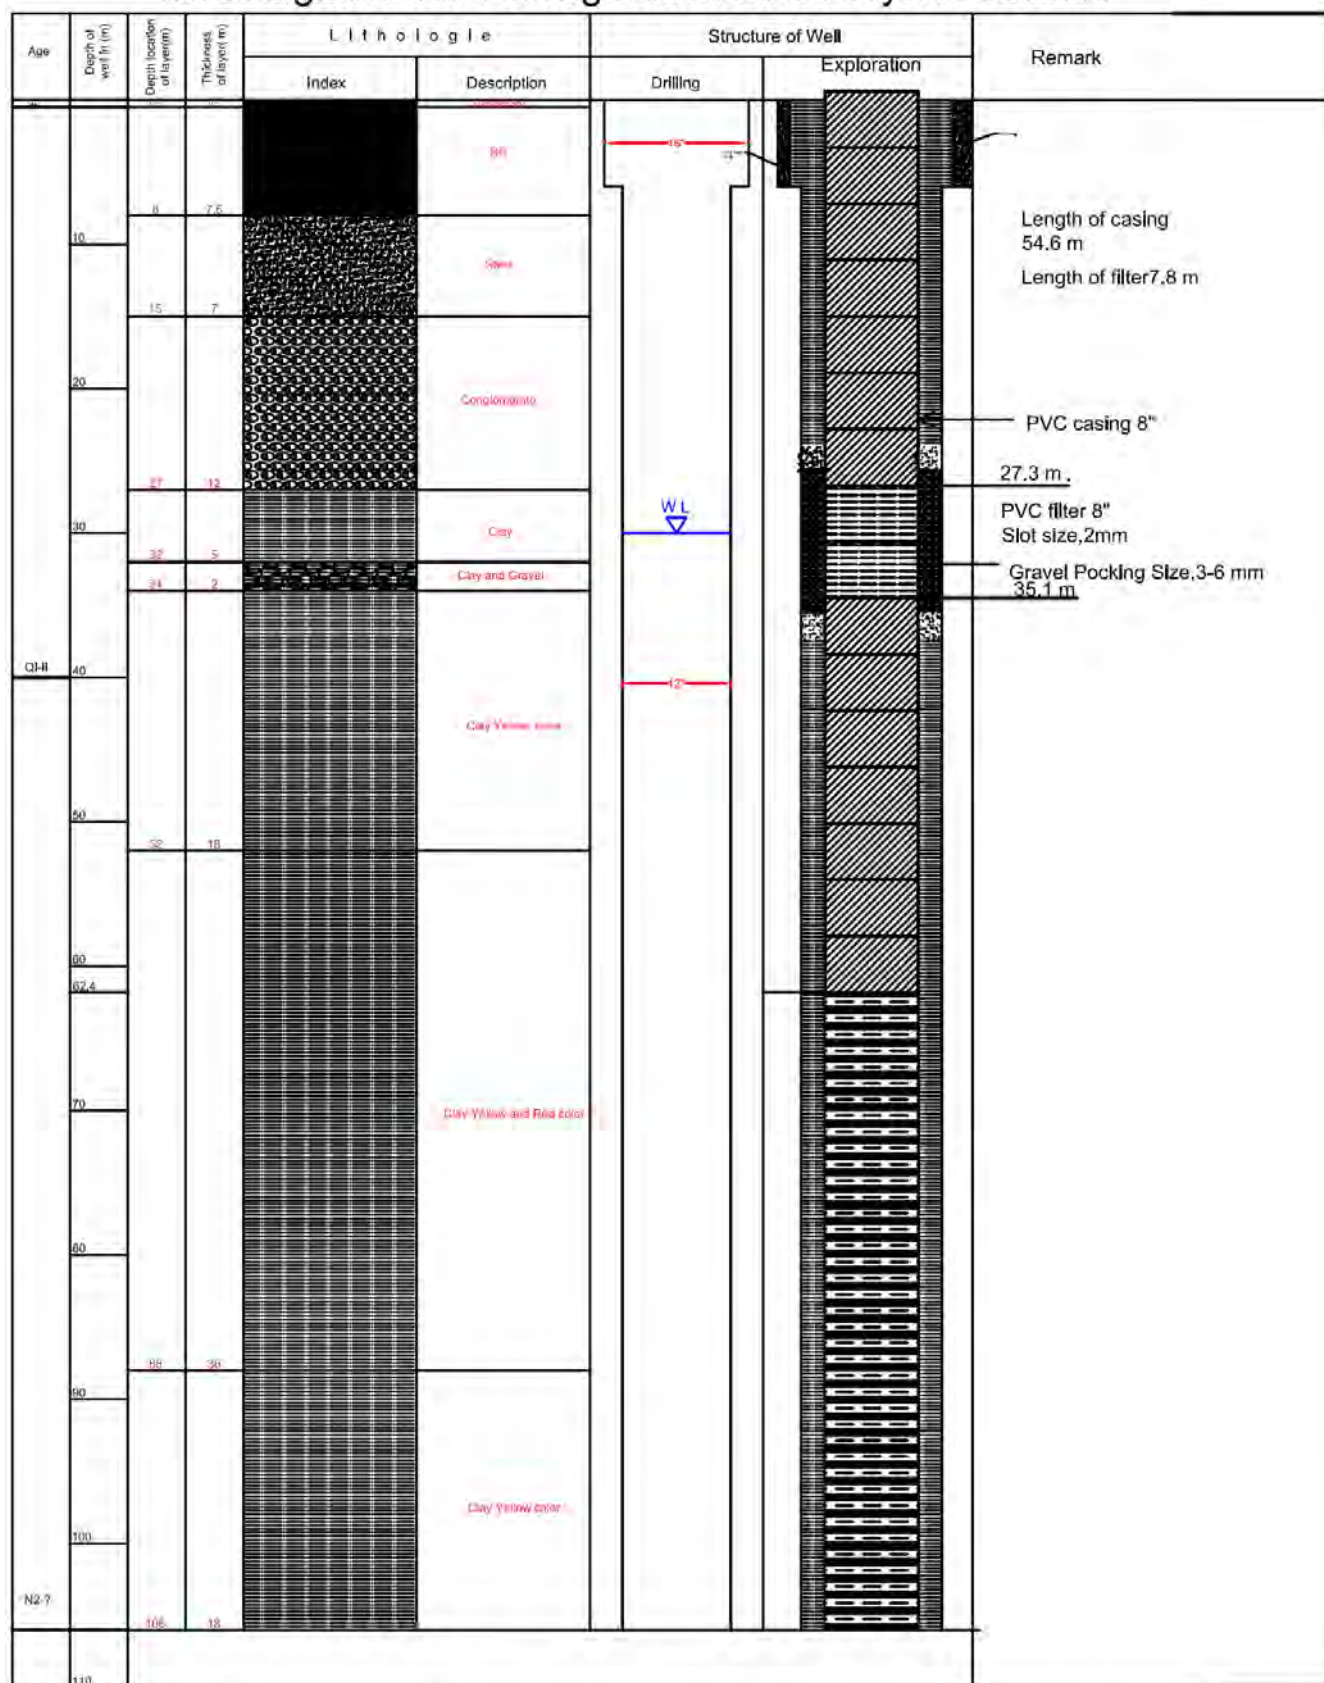 Age
Depth of
well in (m)
Depth location
of layer(m)
Thickness
of layer( m)
Lithologie
Index
Description
Structure of Well
Drilling
Exploration
Remark
16"
8
7.5
10
15
7
20
Conglomerate
27
12
30
Clay
32
5
Clay and Gravel
2
QI-II
40
Clay Yellow color
50
52
18
60
62.4
70
Clay Yellow and Red color
80
88
36
90
Clay Yellow color
100
N2-?
106
18
110
WL
12"
Length of casing
54.6 m
Length of filter7.8 m
PVC casing 8"
27.3 m .
PVC filter 8"
Slot size,2mm
Gravel Pocking Size,3-6 mm
35.1 m